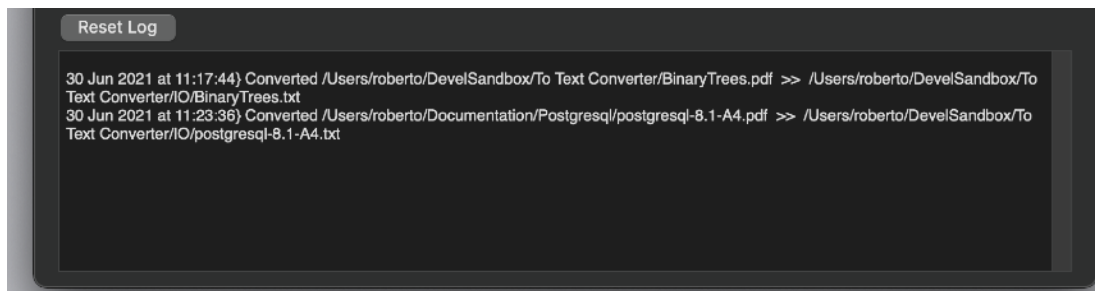 Reset Log
30 Jun 2021 at 11:17:44} Converted /Users/roberto/DevelSandbox/To Text Converter/BinaryTrees.pdf >> /Users/roberto/DevelSandbox/To
Text Converter/IO/BinaryTrees.txt
30 Jun 2021 at 11:23:36} Converted /Users/roberto/Documentation/Postgresql/postgresql-8.1-A4.pdf >> /Users/roberto/DevelSandbox/To
Text Converter/IO/postgresql-8.1-A4.txt